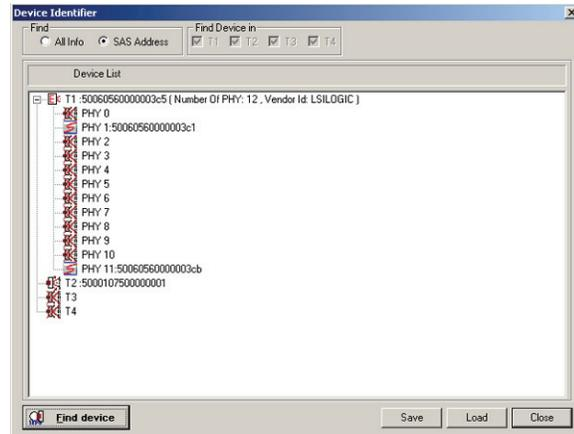 Device Identifier
Find
All Info
SAS Address
Find Device in
T1
T2
T3
T4
Device List
T1 :50060560000003c5 ( Number Of PHY: 12 , Vendor Id: LSILOGIC )
PHY 0
PHY 1:50060560000003c1
PHY 2
PHY 3
PHY 4
PHY 5
PHY 6
PHY 7
PHY 8
PHY 9
PHY 10
PHY 11:50060560000003cb
T2 :5000107500000001
T3
T4
Find device
Save
Load
Close